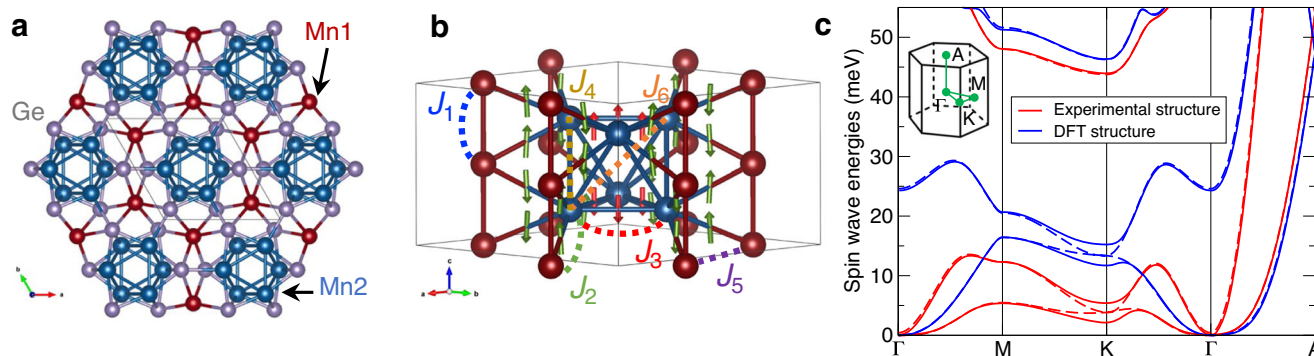 a
Mn1
Ge
Mn2
a
b
b
J1
J4
J6
J3
J2
J5
c
a
b
c
Spin wave energies (meV)
50
40
30
20
10
0
A
M
Γ
K
Experimental structure
DFT structure
Γ
M
K
Γ
A